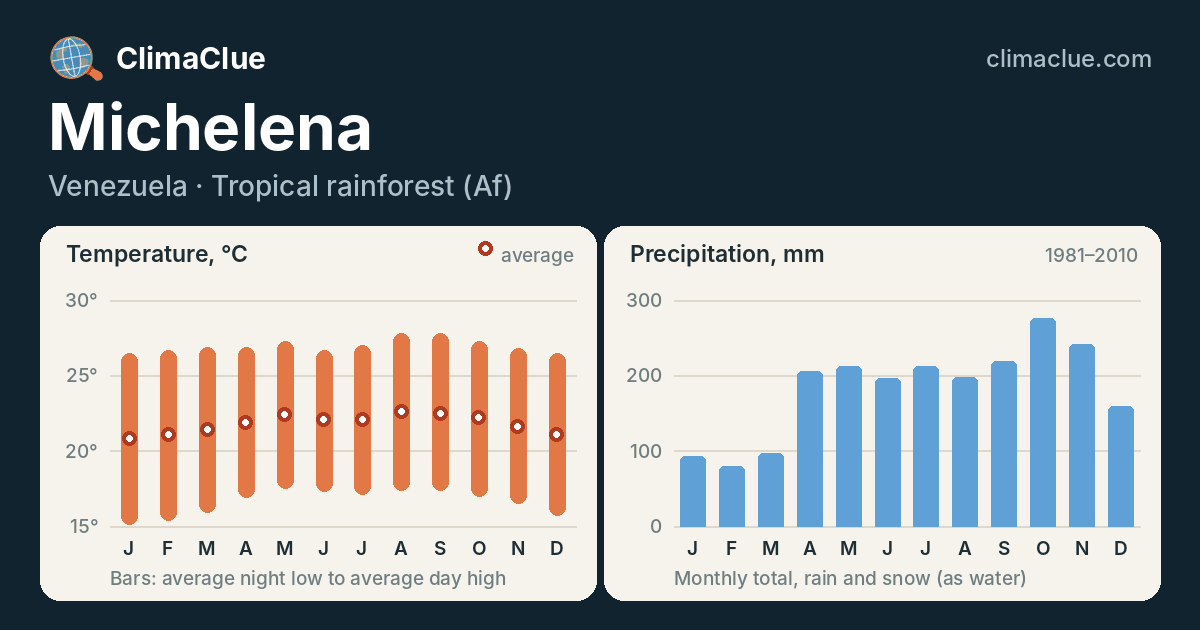 ClimaClue
climaclue.com
Michelena
Venezuela · Tropical rainforest (Af)
Temperature, °C
average
30°
25°
20°
15°
J F M A M J J A S O N D
Bars: average night low to average day high
Precipitation, mm
1981–2010
300
200
100
0
J F M A M J J A S O N D
Monthly total, rain and snow (as water)